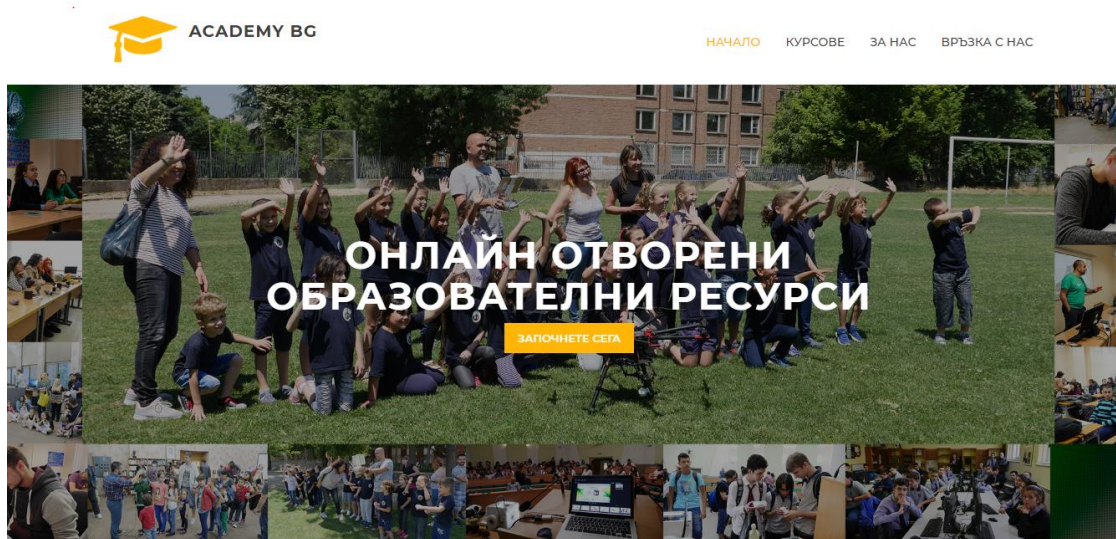 ACADEMY BG
НАЧАЛО КУРСОВЕ ЗА НАС ВРЪЗКА С НАС
ОНЛАЙН ОТВОРЕНИ
ОБРАЗОВАТЕЛНИ РЕСУРСИ
ЗАПОЧНЕТЕ СЕГА